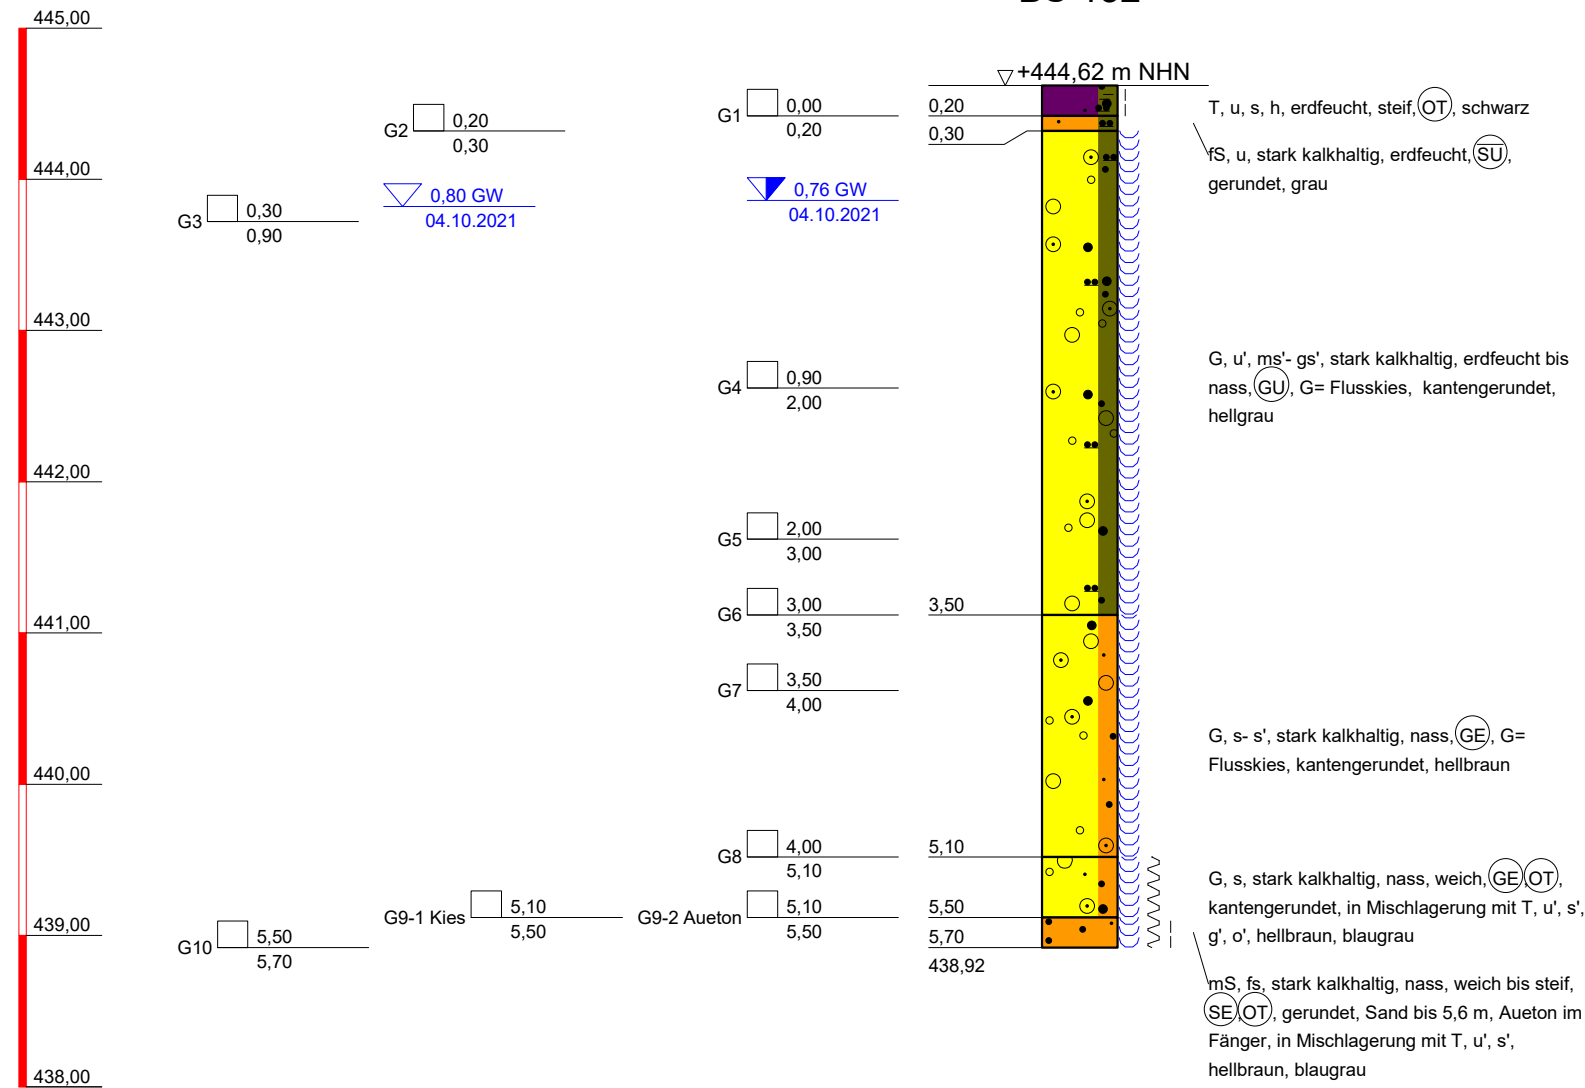 445,00
444,00
443,00
442,00
441,00
440,00
439,00
438,00
+444,62 m NHN
G1 0,00
0,20
G2 0,20
0,30
G3 0,30
0,90
0,80 GW
04.10.2021
0,76 GW
04.10.2021
G4 0,90
2,00
G5 2,00
3,00
G6 3,00
3,50
G7 3,50
4,00
G8 4,00
5,10
G9-1 Kies 5,10
5,50
G9-2 Aueton 5,10
5,50
G10 5,50
5,70
0,20
0,30
3,50
5,10
5,50
5,70
438,92
T, u, s, h, erdfeucht, steif, OT, schwarz
fS, u, stark kalkhaltig, erdfeucht, S̅U̅,
gerundet, grau
G, u', ms'- gs', stark kalkhaltig, erdfeucht bis
nass, GU, G= Flusskies, kantengerundet,
hellgrau
G, s- s', stark kalkhaltig, nass, GE, G=
Flusskies, kantengerundet, hellbraun
G, s, stark kalkhaltig, nass, weich, GE, OT,
kantengerundet, in Mischlagerung mit T, u', s',
g', o', hellbraun, blaugrau
mS, fs, stark kalkhaltig, nass, weich bis steif,
SE, OT, gerundet, Sand bis 5,6 m, Aueton im
Fänger, in Mischlagerung mit T, u', s',
hellbraun, blaugrau